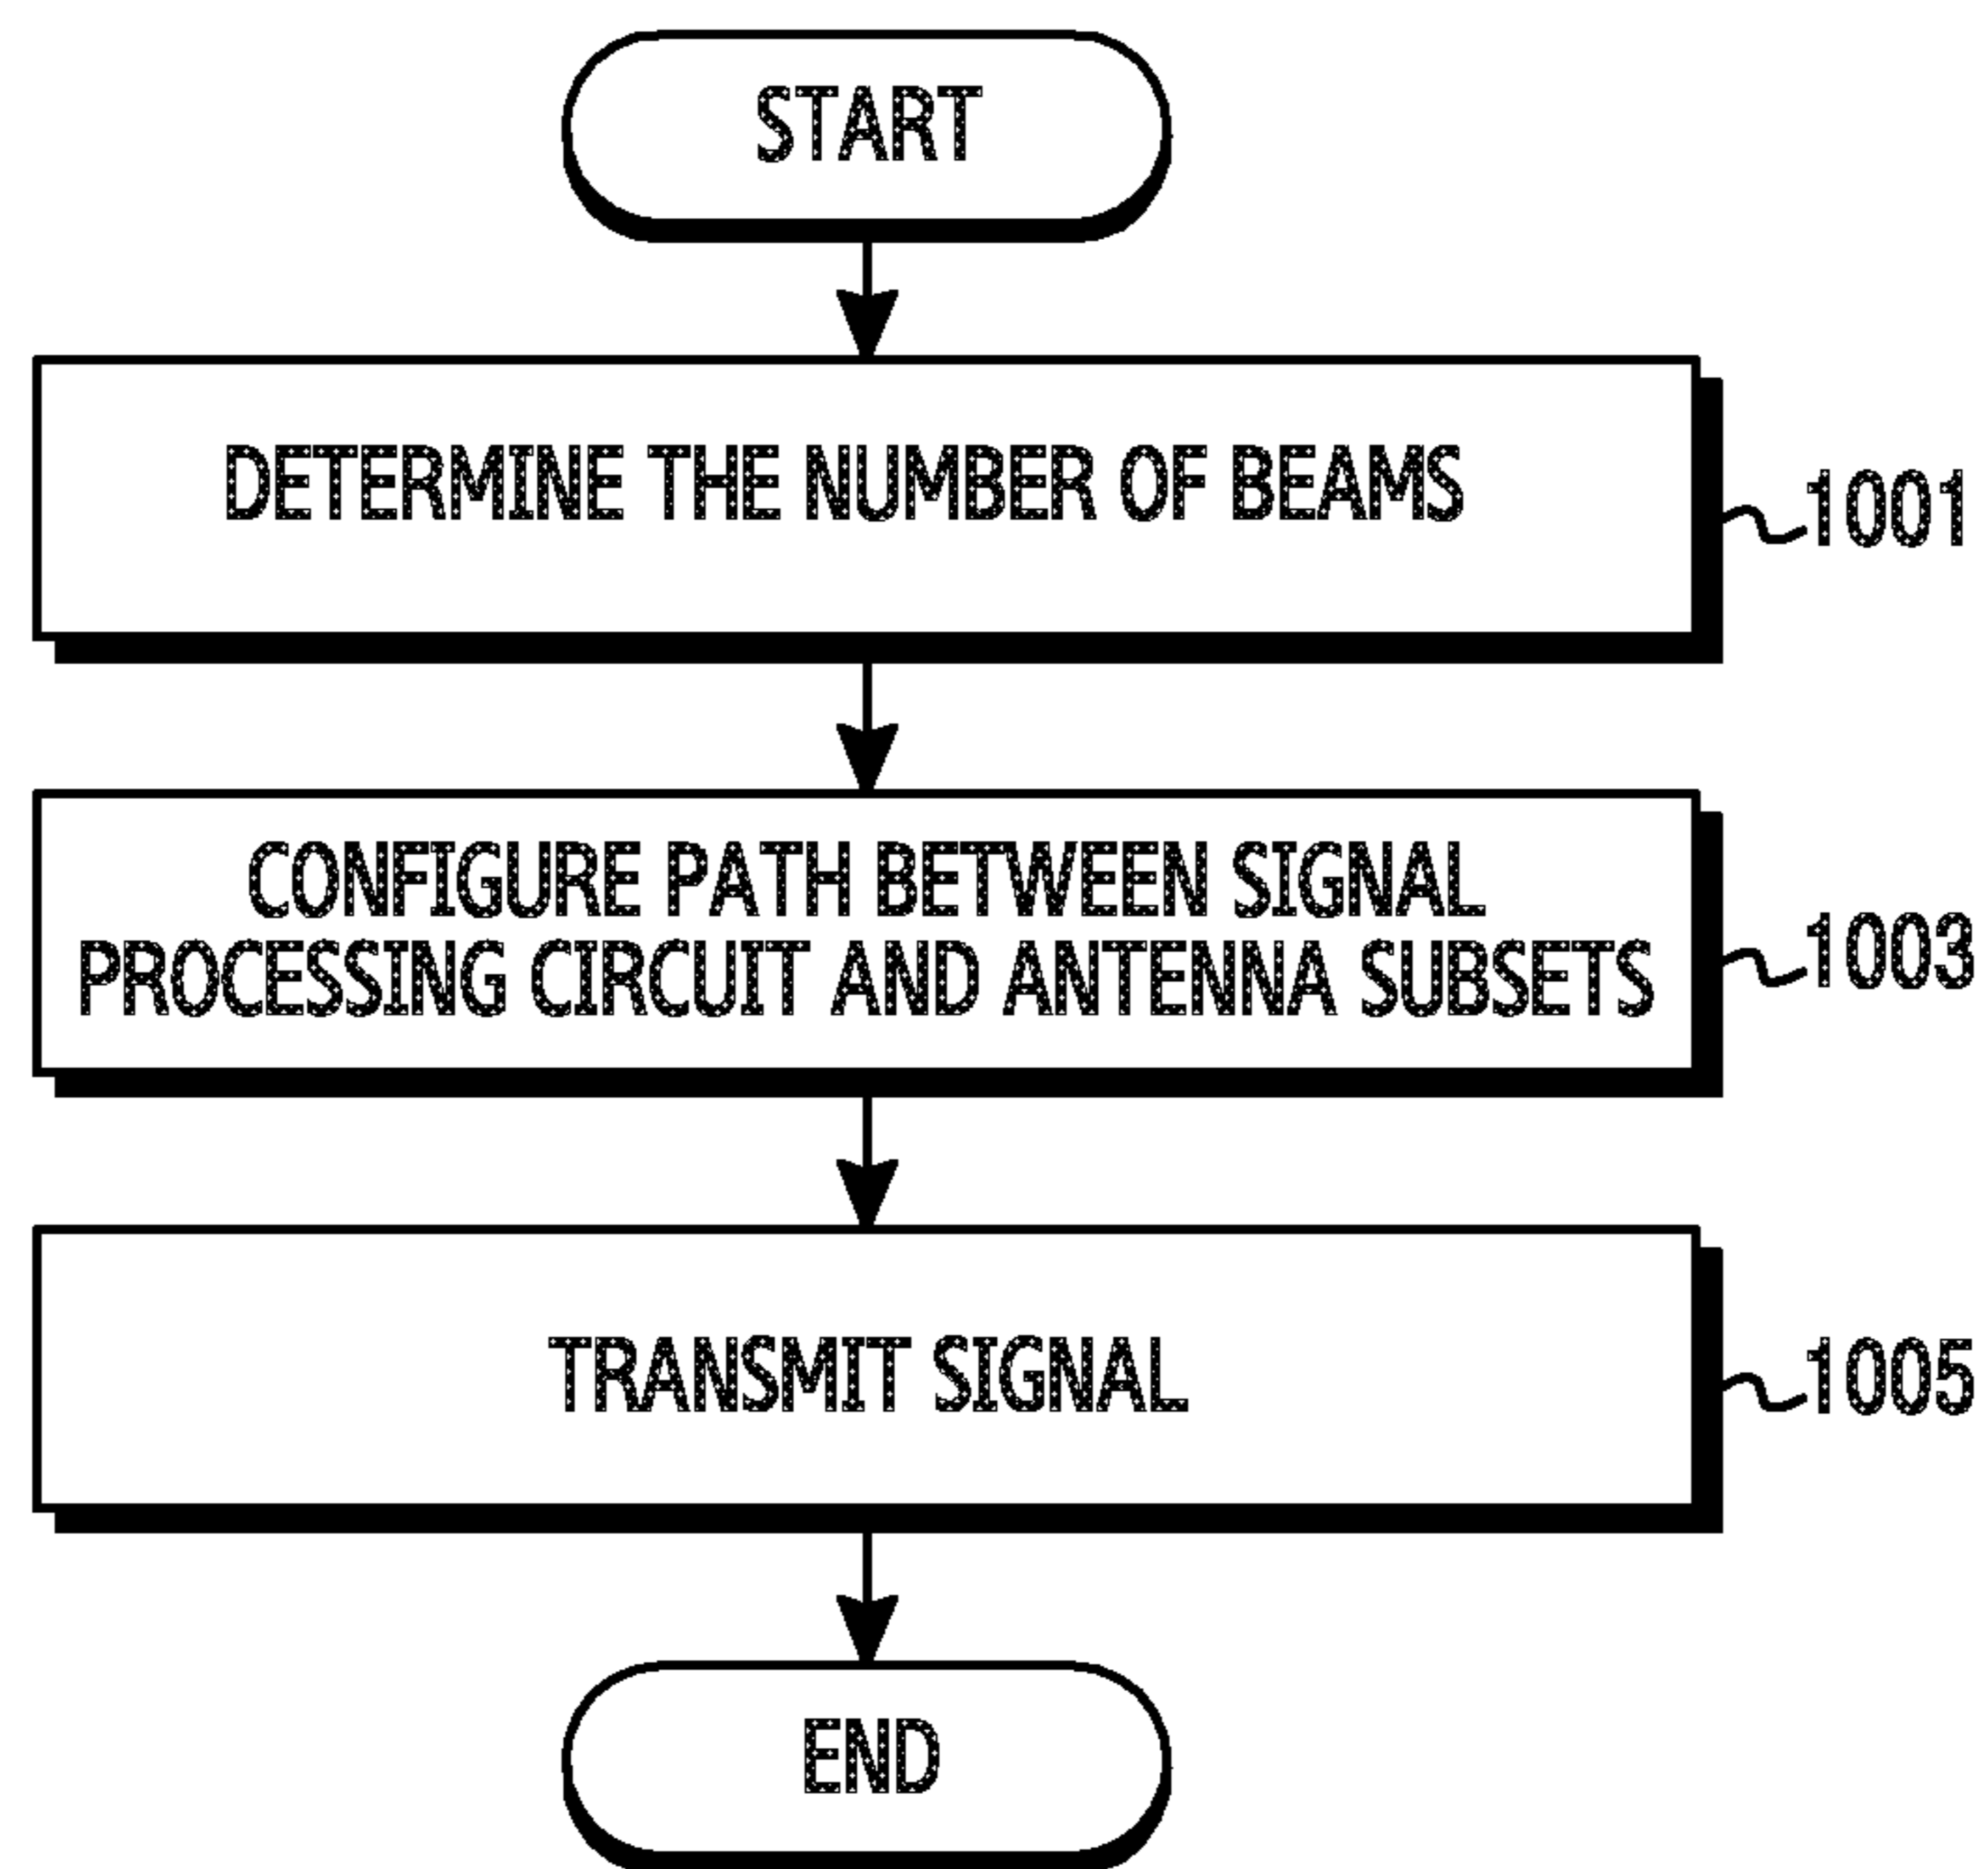 START
DETERMINE THE NUMBER OF BEAMS
1001
CONFIGURE PATH BETWEEN SIGNAL
PROCESSING CIRCUIT AND ANTENNA SUBSETS
1003
TRANSMIT SIGNAL
1005
END